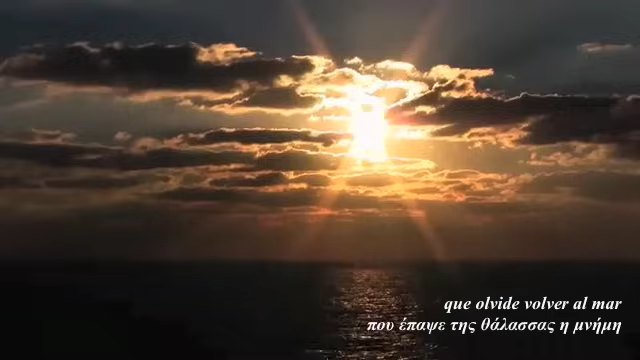 que olvide volver al mar
που έπαψε της θάλασσας η μνήμη